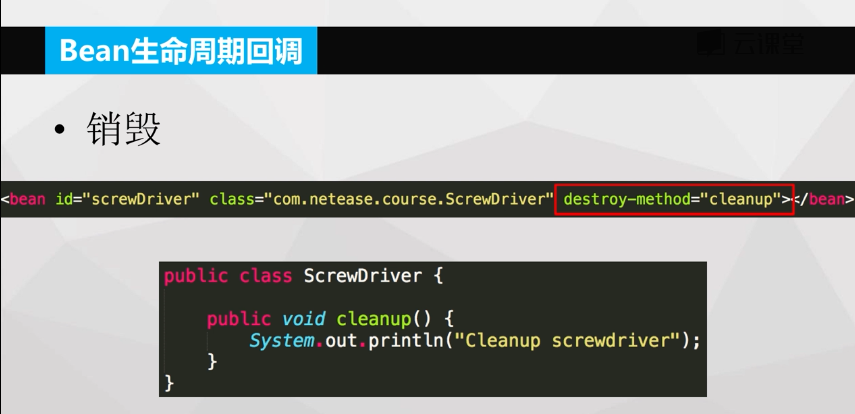 Bean生命周期回调
云课堂
• 销毁
<bean id="screwDriver" class="com.netease.course.ScrewDriver" destroy-method="cleanup"></bean>
public class ScrewDriver {
public void cleanup() {
System.out.println("Cleanup screwdriver");
}
}